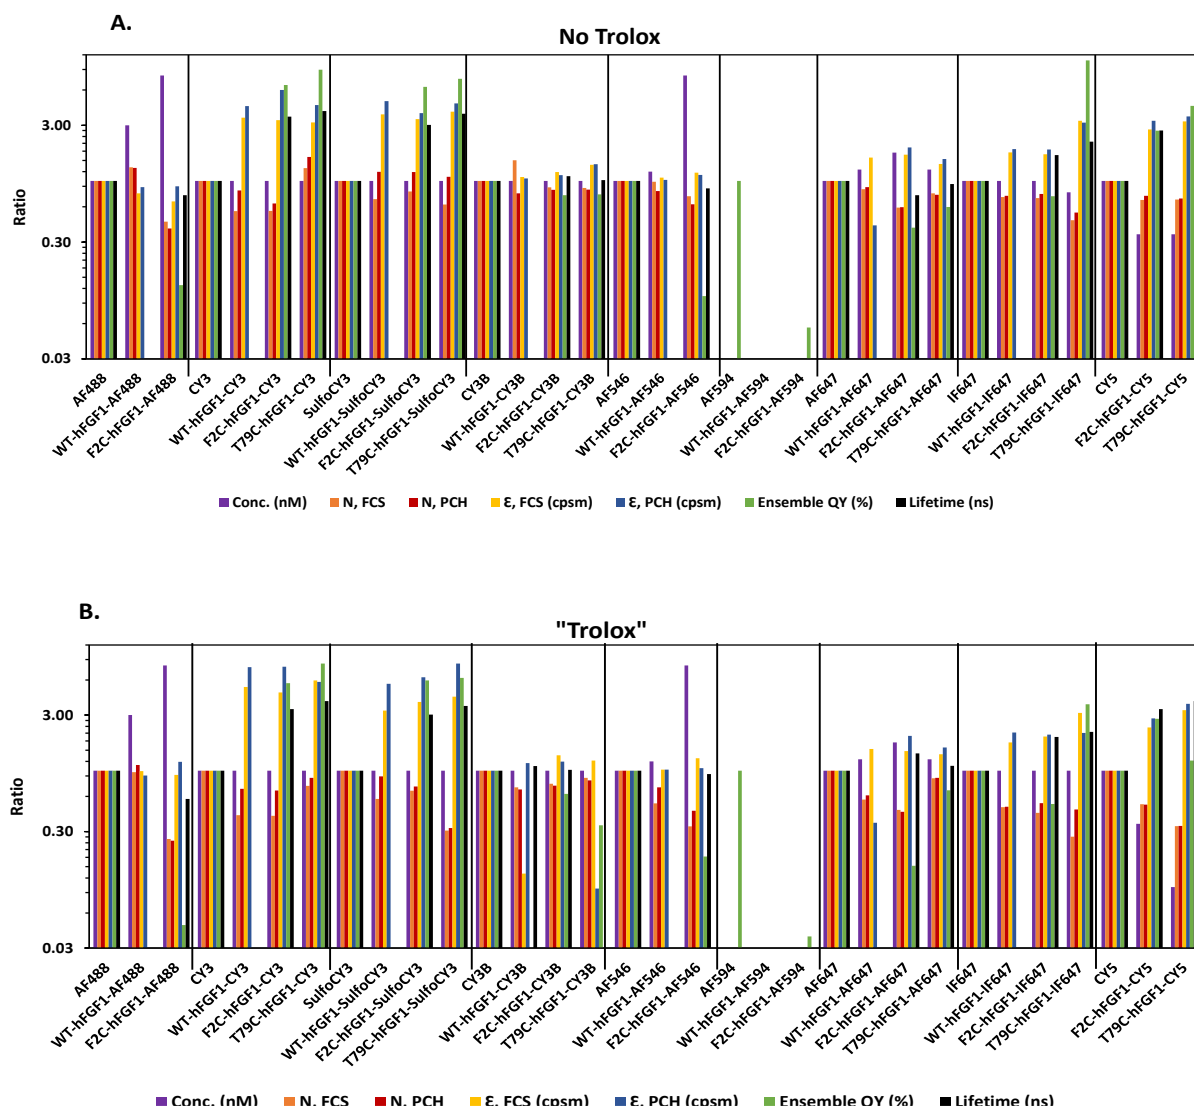 A.
No Trolox
Ratio
3.00
0.30
0.03
AF488
WT-hFGF1-AF488
F2C-hFGF1-AF488
CY3
WT-hFGF1-CY3
F2C-hFGF1-CY3
T79C-hFGF1-CY3
SulfoCY3
WT-hFGF1-SulfoCY3
F2C-hFGF1-SulfoCY3
T79C-hFGF1-SulfoCY3
CY3B
WT-hFGF1-CY3B
F2C-hFGF1-CY3B
T79C-hFGF1-CY3B
AF546
WT-hFGF1-AF546
F2C-hFGF1-AF546
AF594
WT-hFGF1-AF594
F2C-hFGF1-AF594
AF647
WT-hFGF1-AF647
F2C-hFGF1-AF647
T79C-hFGF1-AF647
IF647
WT-hFGF1-IF647
F2C-hFGF1-IF647
T79C-hFGF1-IF647
CY5
F2C-hFGF1-CY5
T79C-hFGF1-CY5
Conc. (nM) N, FCS N, PCH Ɛ, FCS (cpsm) Ɛ, PCH (cpsm) Ensemble QY (%) Lifetime (ns)
B.
"Trolox"
Ratio
3.00
0.30
0.03
AF488
WT-hFGF1-AF488
F2C-hFGF1-AF488
CY3
WT-hFGF1-CY3
F2C-hFGF1-CY3
T79C-hFGF1-CY3
SulfoCY3
WT-hFGF1-SulfoCY3
F2C-hFGF1-SulfoCY3
T79C-hFGF1-SulfoCY3
CY3B
WT-hFGF1-CY3B
F2C-hFGF1-CY3B
T79C-hFGF1-CY3B
AF546
WT-hFGF1-AF546
F2C-hFGF1-AF546
AF594
WT-hFGF1-AF594
F2C-hFGF1-AF594
AF647
WT-hFGF1-AF647
F2C-hFGF1-AF647
T79C-hFGF1-AF647
IF647
WT-hFGF1-IF647
F2C-hFGF1-IF647
T79C-hFGF1-IF647
CY5
F2C-hFGF1-CY5
T79C-hFGF1-CY5
Conc. (nM) N, FCS N, PCH Ɛ, FCS (cpsm) Ɛ, PCH (cpsm) Ensemble QY (%) Lifetime (ns)